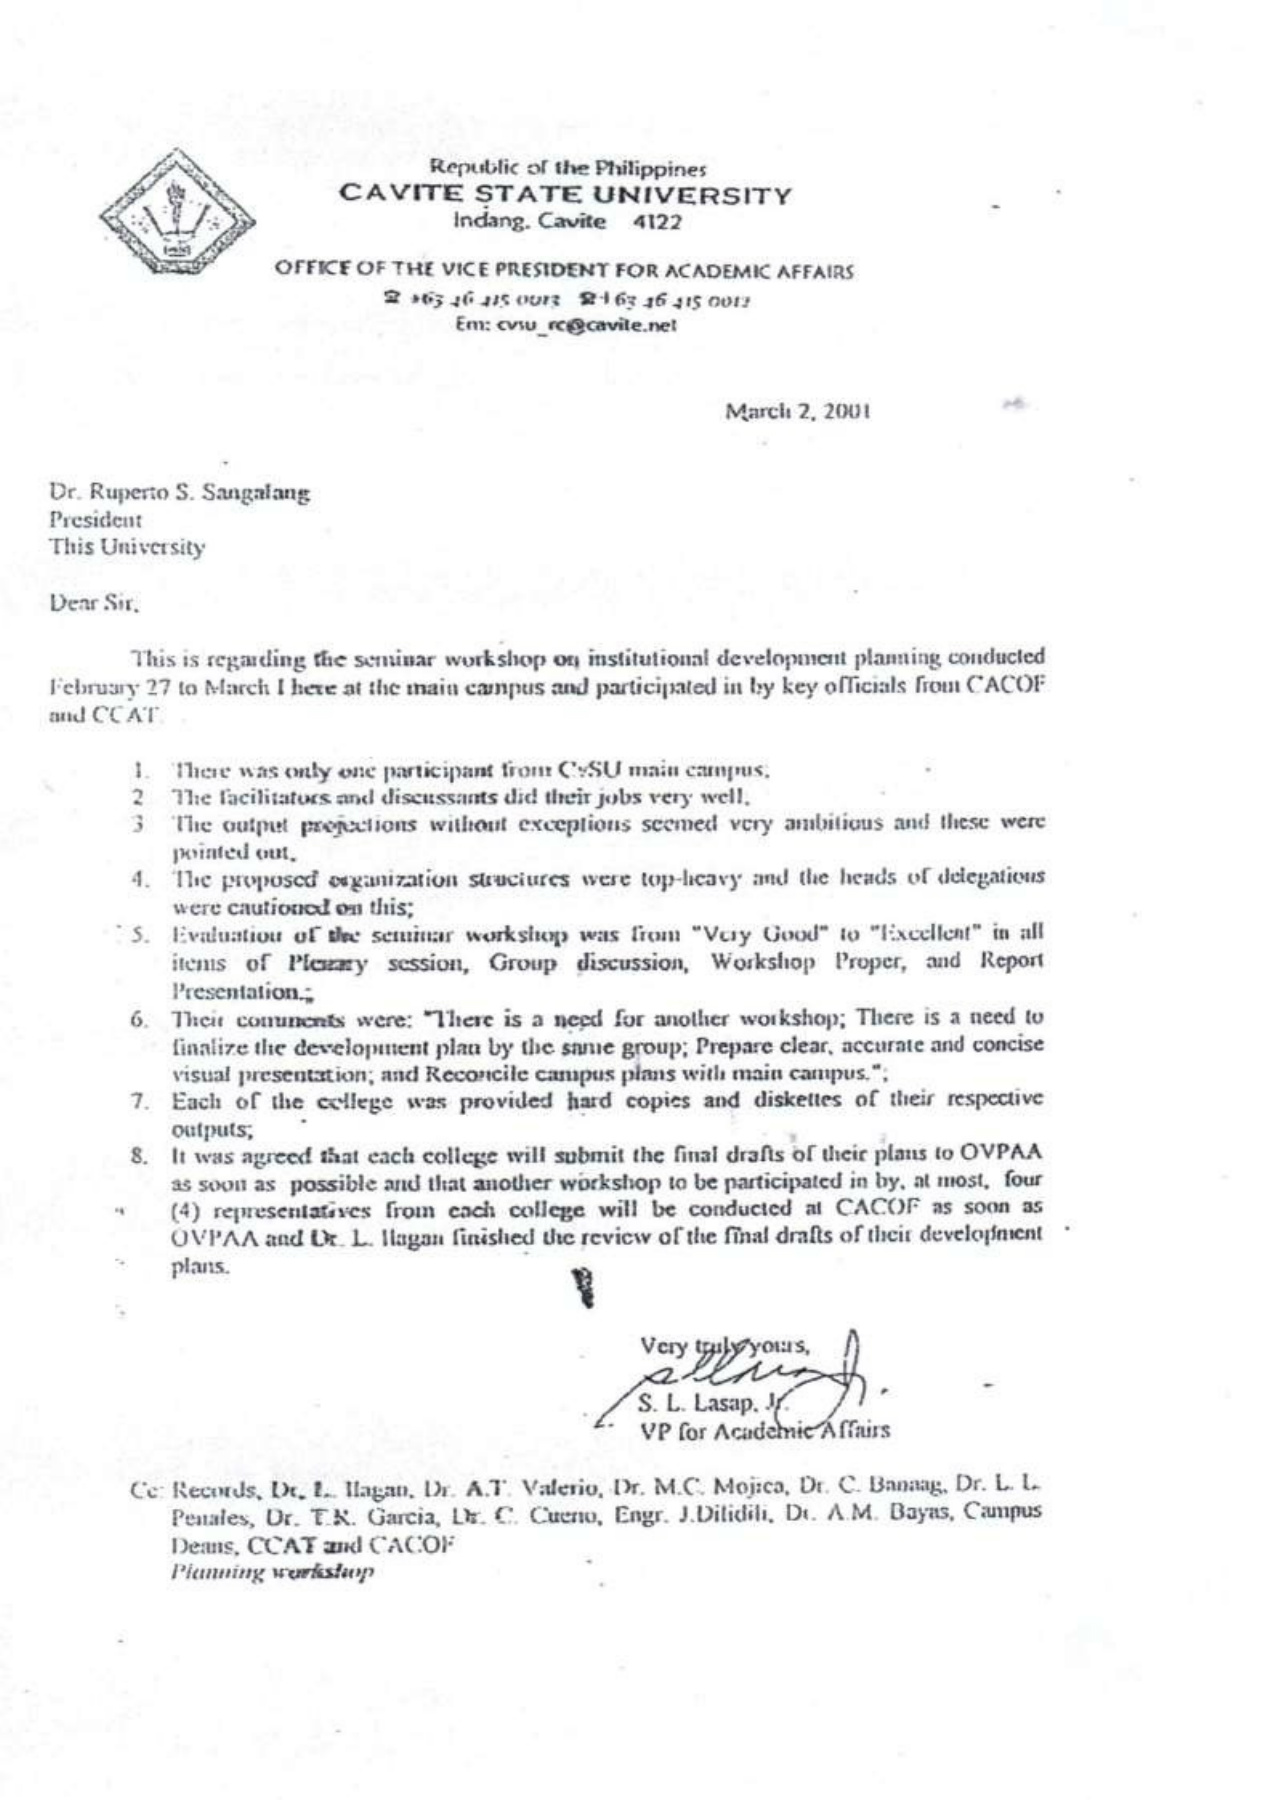 Republic of the Philippines
CAVITE STATE UNIVERSITY
Indang, Cavite 4122
OFFICE OF THE VICE PRESIDENT FOR ACADEMIC AFFAIRS
☎ +63 46 415 0013 ☎+63 46 415 0012
Em: cvsu_rc@cavite.net
March 2, 2001
Dr. Ruperto S. Sangalang
President
This University
Dear Sir,
This is regarding the seminar workshop on institutional development planning conducted
February 27 to March 1 here at the main campus and participated in by key officials from CACOF
and CCAT.
1. There was only one participant from CvSU main campus;
2 The facilitators and discussants did their jobs very well,
3 The output projections without exceptions seemed very ambitious and these were
pointed out,
4. The proposed organization structures were top-heavy and the heads of delegations
were cautioned on this;
5. Evaluation of the seminar workshop was from "Very Good" to "Excellent" in all
items of Plenary session, Group discussion, Workshop Proper, and Report
Presentation.;
6. Their comments were: "There is a need for another workshop; There is a need to
finalize the development plan by the same group; Prepare clear, accurate and concise
visual presentation; and Reconcile campus plans with main campus.";
7. Each of the college was provided hard copies and diskettes of their respective
outputs;
8. It was agreed that each college will submit the final drafts of their plans to OVPAA
as soon as possible and that another workshop to be participated in by, at most, four
(4) representatives from each college will be conducted at CACOF as soon as
OVPAA and Dr. L. Ilagan finished the review of the final drafts of their development
plans.
Very truly yours,
S. L. Lasap, Jr.
VP for Academic Affairs
Cc: Records, Dr. L. Ilagan, Dr. A.T. Valerio, Dr. M.C. Mojica, Dr. C. Banaag, Dr. L. L.
Penales, Dr. T.K. Garcia, Dr. C. Cueno, Engr. J.Dilidili, Dr. A.M. Bayas, Campus
Deans, CCAT and CACOF
Planning workshop